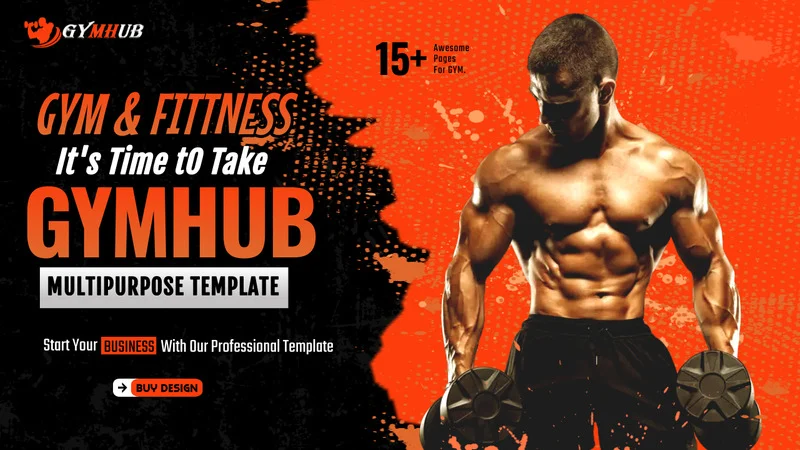 GYMHUB
15+
Awesome
Pages
For GYM.
GYM & FITTNESS
It's Time tO Take
GYMHUB
MULTIPURPOSE TEMPLATE
Start Your BUSINESS With Our Professional Template
BUY DESIGN